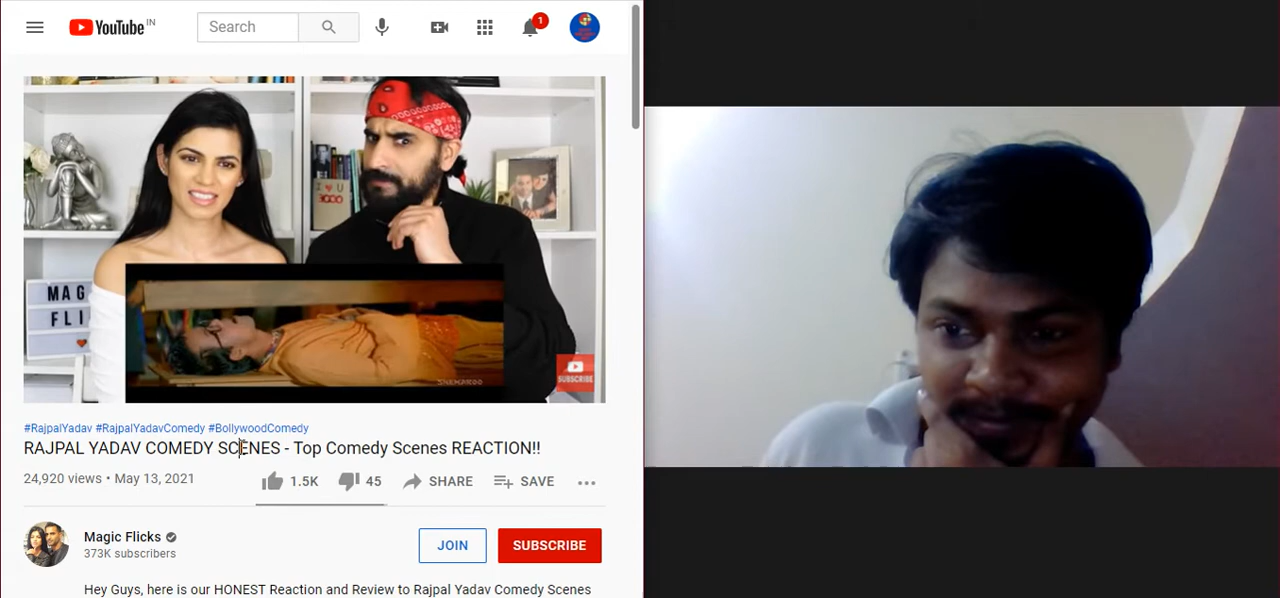 YouTube IN
Search
1
I ♥ U
3000
MAG
FLI
SHEMAROO
SUBSCRIBE
#RajpalYadav #RajpalYadavComedy #BollywoodComedy
RAJPAL YADAV COMEDY SCENES - Top Comedy Scenes REACTION!!
24,920 views • May 13, 2021
1.5K
45
SHARE
SAVE
Magic Flicks
373K subscribers
JOIN
SUBSCRIBE
Hey Guys, here is our HONEST Reaction and Review to Rajpal Yadav Comedy Scenes